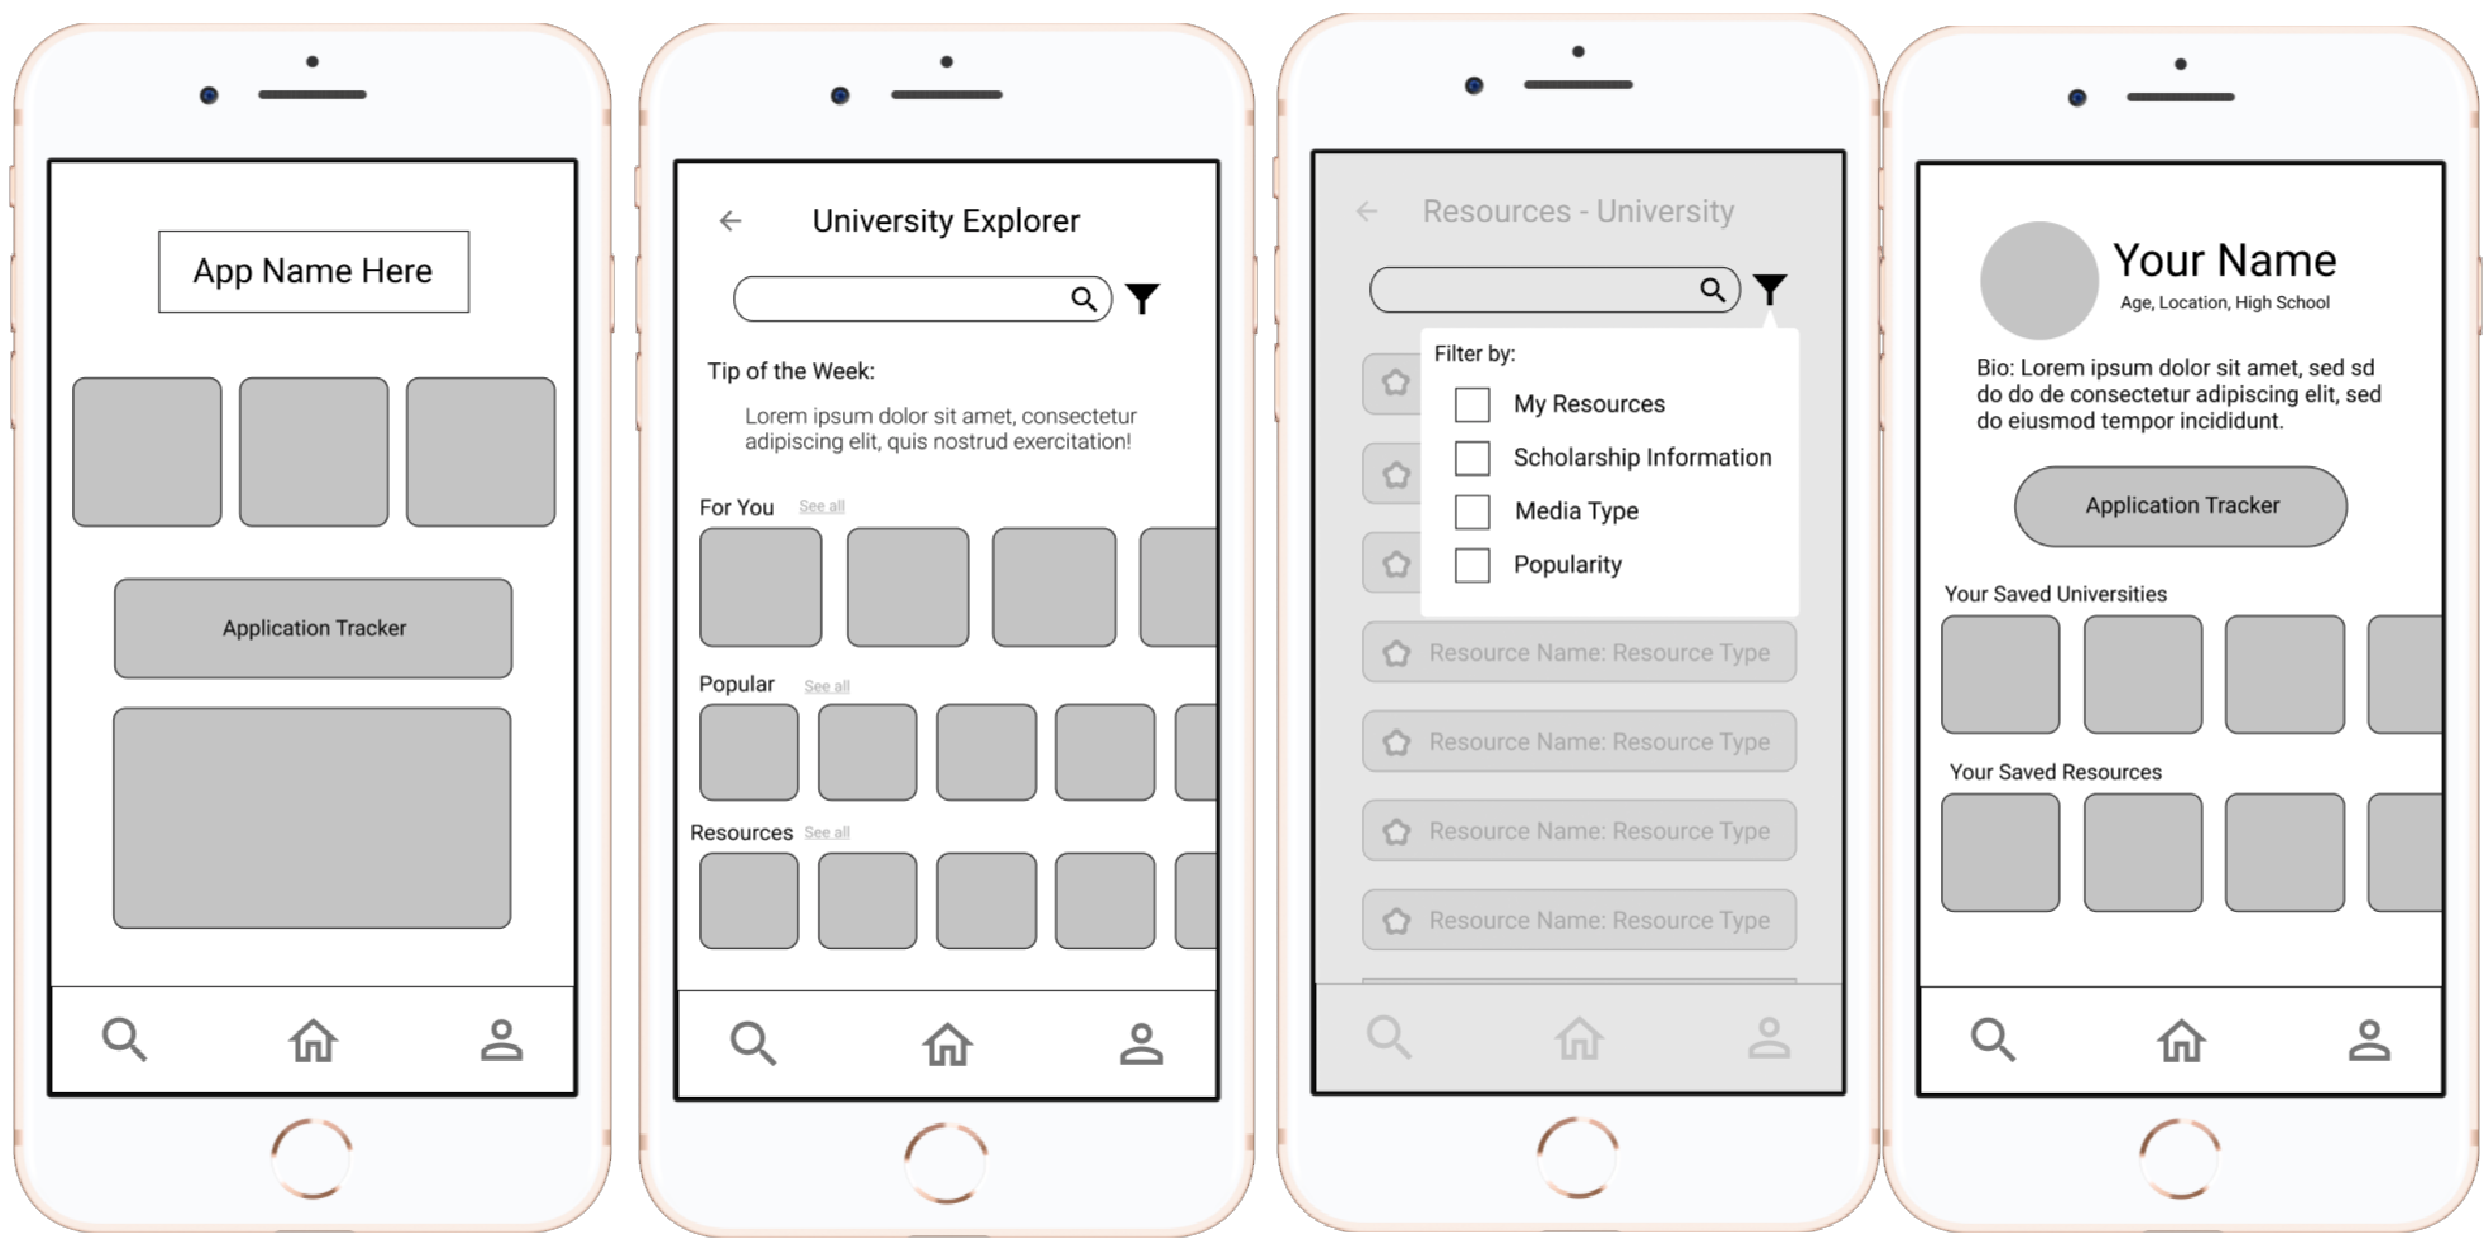 App Name Here
Application Tracker
University Explorer
Tip of the Week:
Lorem ipsum dolor sit amet, consectetur
adipiscing elit, quis nostrud exercitation!
For You See all
Popular See all
Resources See all
Resources - University
Filter by:
My Resources
Scholarship Information
Media Type
Popularity
Resource Name: Resource Type
Resource Name: Resource Type
Resource Name: Resource Type
Resource Name: Resource Type
Your Name
Age, Location, High School
Bio: Lorem ipsum dolor sit amet, sed sd
do do de consectetur adipiscing elit, sed
do eiusmod tempor incididunt.
Application Tracker
Your Saved Universities
Your Saved Resources